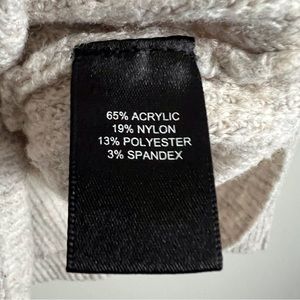 65% ACRYLIC
19% NYLON
13% POLYESTER
3% SPANDEX